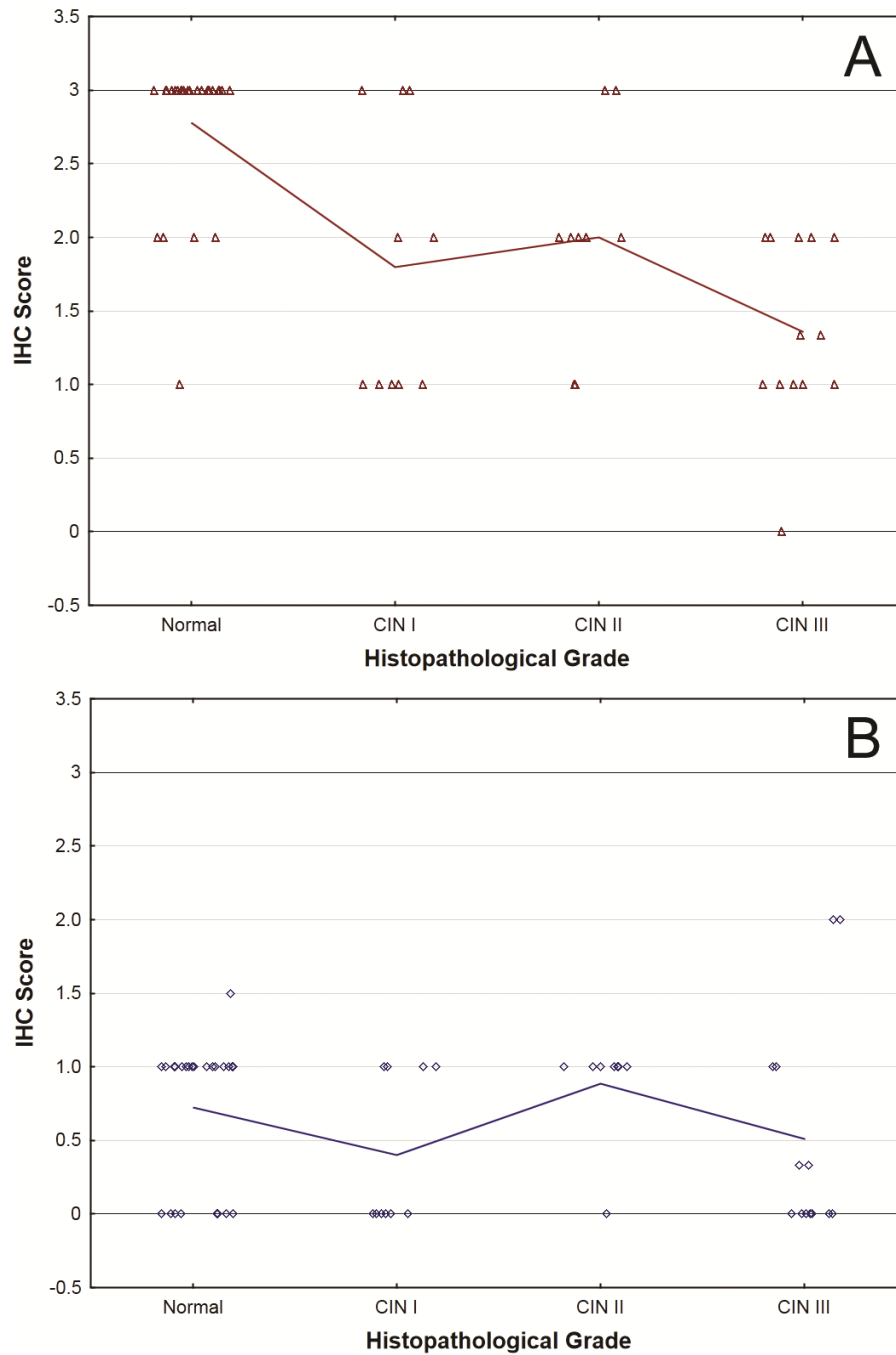 A
3.5
3
2.5
2.0
1.5
1.0
0.5
0
-0.5
IHC Score
Normal CIN I CIN II CIN III
Histopathological Grade
B
3.5
3
2.5
2.0
1.5
1.0
0.5
0
-0.5
IHC Score
Normal CIN I CIN II CIN III
Histopathological Grade